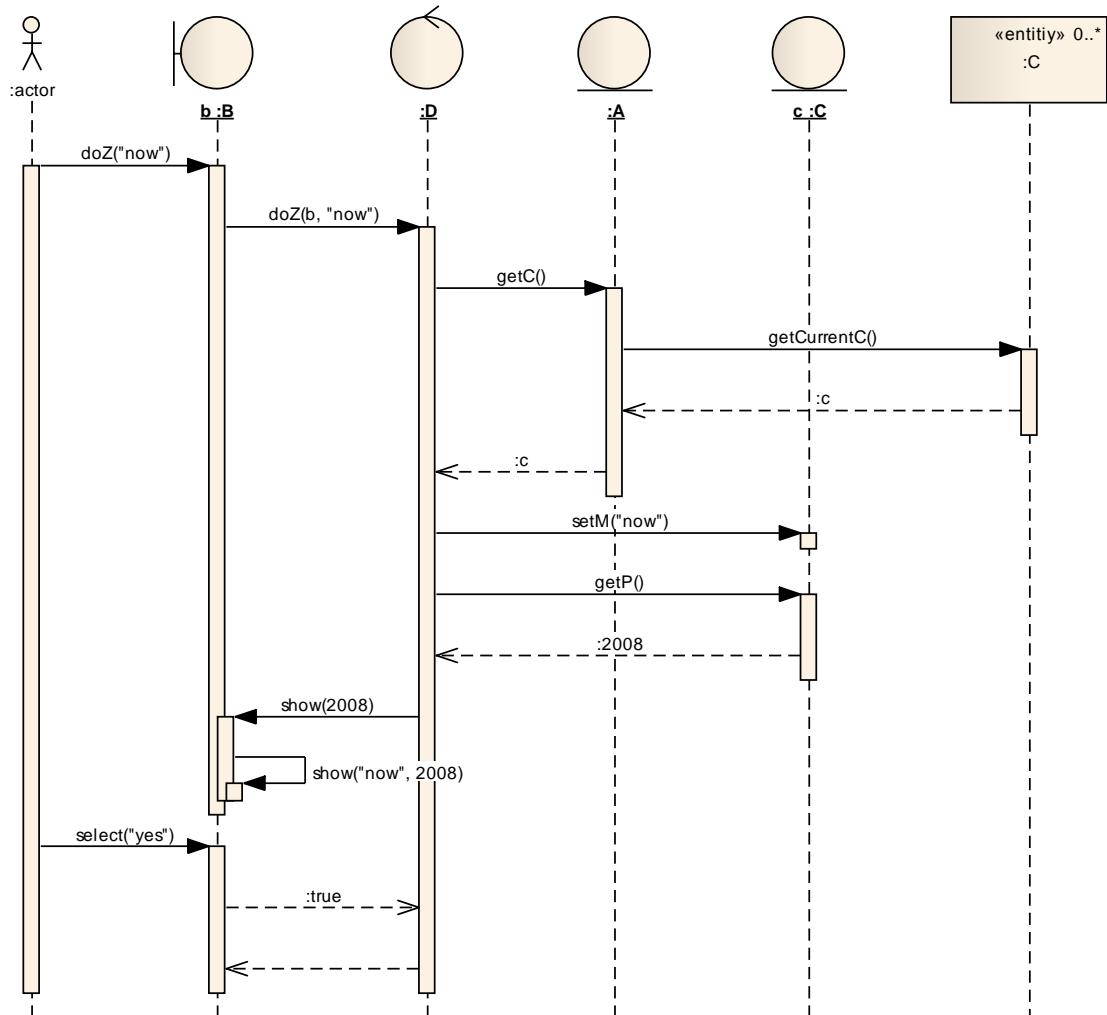 «entitiy» 0..*
:C
:actor
b :B
:D
:A
c :C
doZ("now")
doZ(b, "now")
getC()
getCurrentC()
:c
:c
setM("now")
getP()
:2008
show(2008)
show("now", 2008)
select("yes")
:true